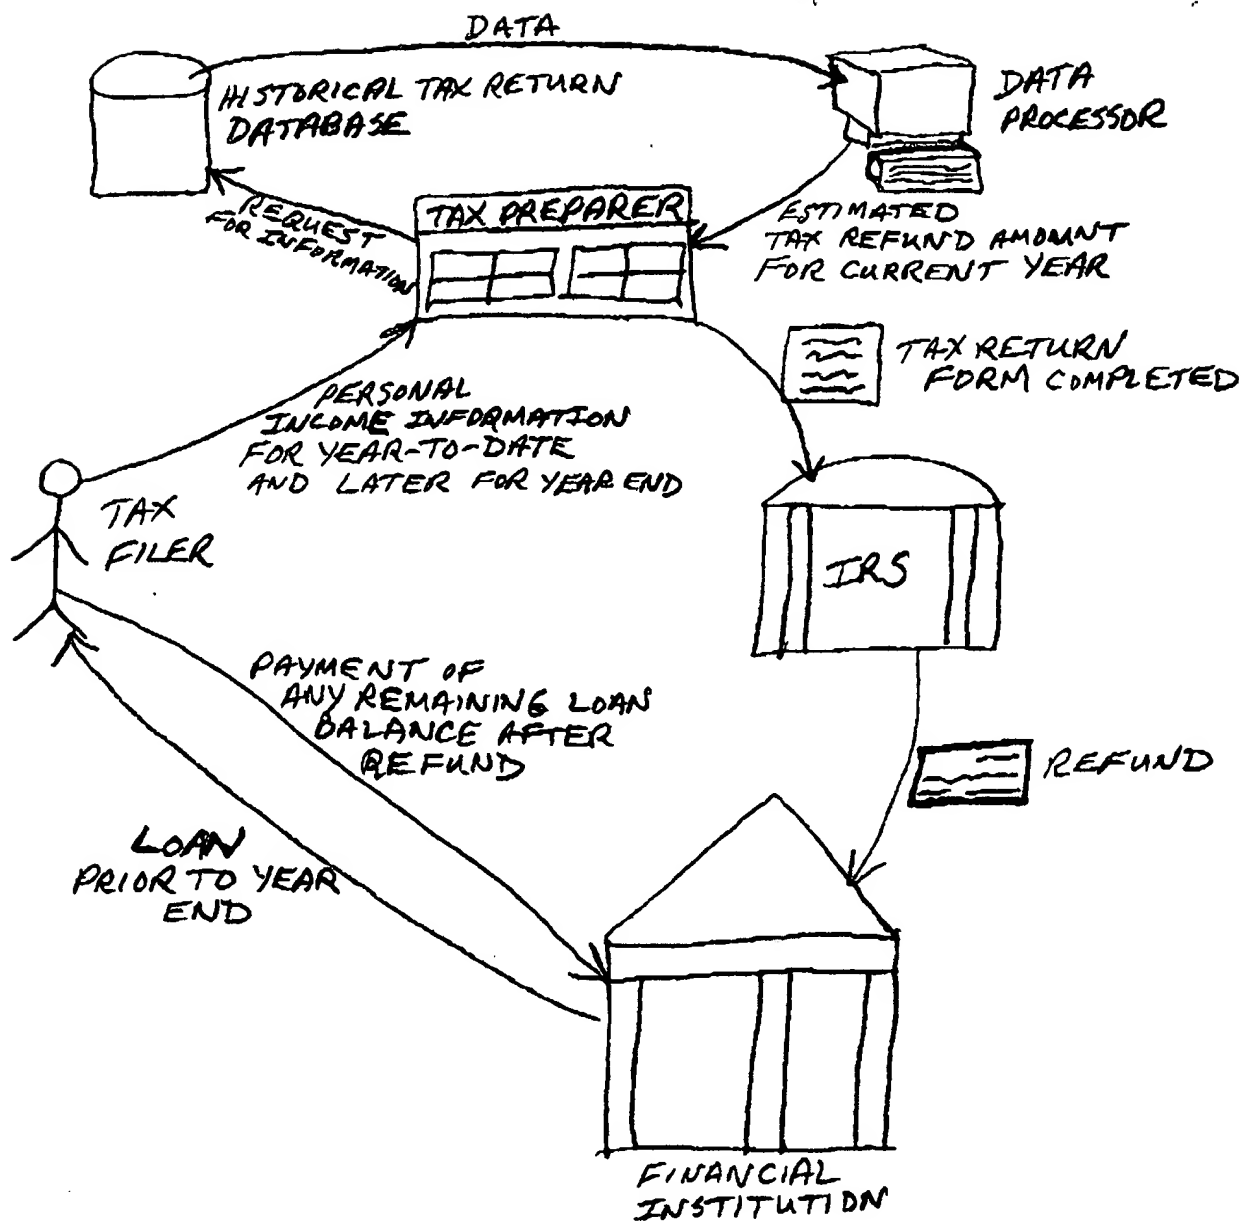 DATA
HISTORICAL TAX RETURN
DATABASE
DATA
PROCESSOR
REQUEST
FOR INFORMATION
TAX PREPARER
ESTIMATED
TAX REFUND AMOUNT
FOR CURRENT YEAR
TAX RETURN
FORM COMPLETED
PERSONAL
INCOME INFORMATION
FOR YEAR-TO-DATE
AND LATER FOR YEAR END
TAX
FILER
IRS
PAYMENT OF
ANY REMAINING LOAN
BALANCE AFTER
REFUND
REFUND
LOAN
PRIOR TO YEAR
END
FINANCIAL
INSTITUTION